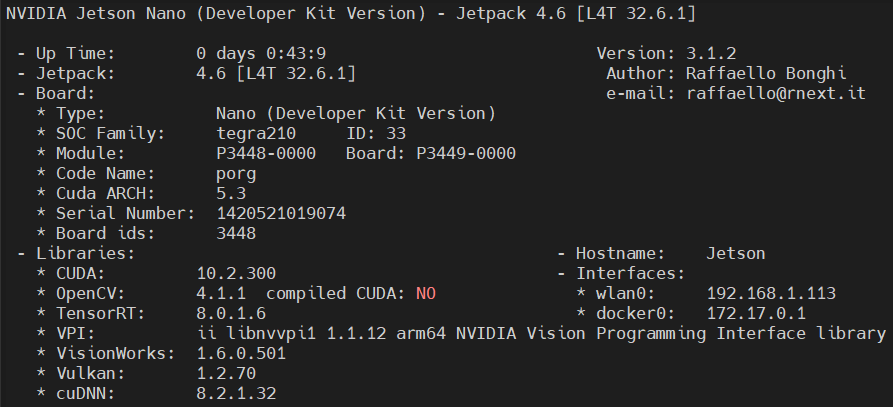 NVIDIA Jetson Nano (Developer Kit Version) - Jetpack 4.6 [L4T 32.6.1]
- Up Time: 0 days 0:43:9 Version: 3.1.2
- Jetpack: 4.6 [L4T 32.6.1] Author: Raffaello Bonghi
- Board: e-mail: raffaello@rnext.it
* Type: Nano (Developer Kit Version)
* SOC Family: tegra210 ID: 33
* Module: P3448-0000 Board: P3449-0000
* Code Name: porg
* Cuda ARCH: 5.3
* Serial Number: 1420521019074
* Board ids: 3448
- Libraries: - Hostname: Jetson
* CUDA: 10.2.300 - Interfaces:
* OpenCV: 4.1.1 compiled CUDA: NO * wlan0: 192.168.1.113
* TensorRT: 8.0.1.6 * docker0: 172.17.0.1
* VPI: ii libnvvpi1 1.1.12 arm64 NVIDIA Vision Programming Interface library
* VisionWorks: 1.6.0.501
* Vulkan: 1.2.70
* cuDNN: 8.2.1.32